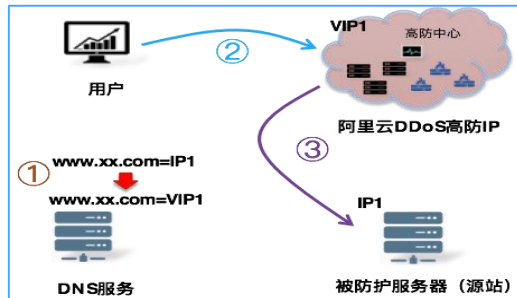 VIP1
高防中心
②
用户
阿里云DDoS高防IP
③
①
www.xx.com=IP1
www.xx.com=VIP1
IP1
DNS服务
被防护服务器（源站）